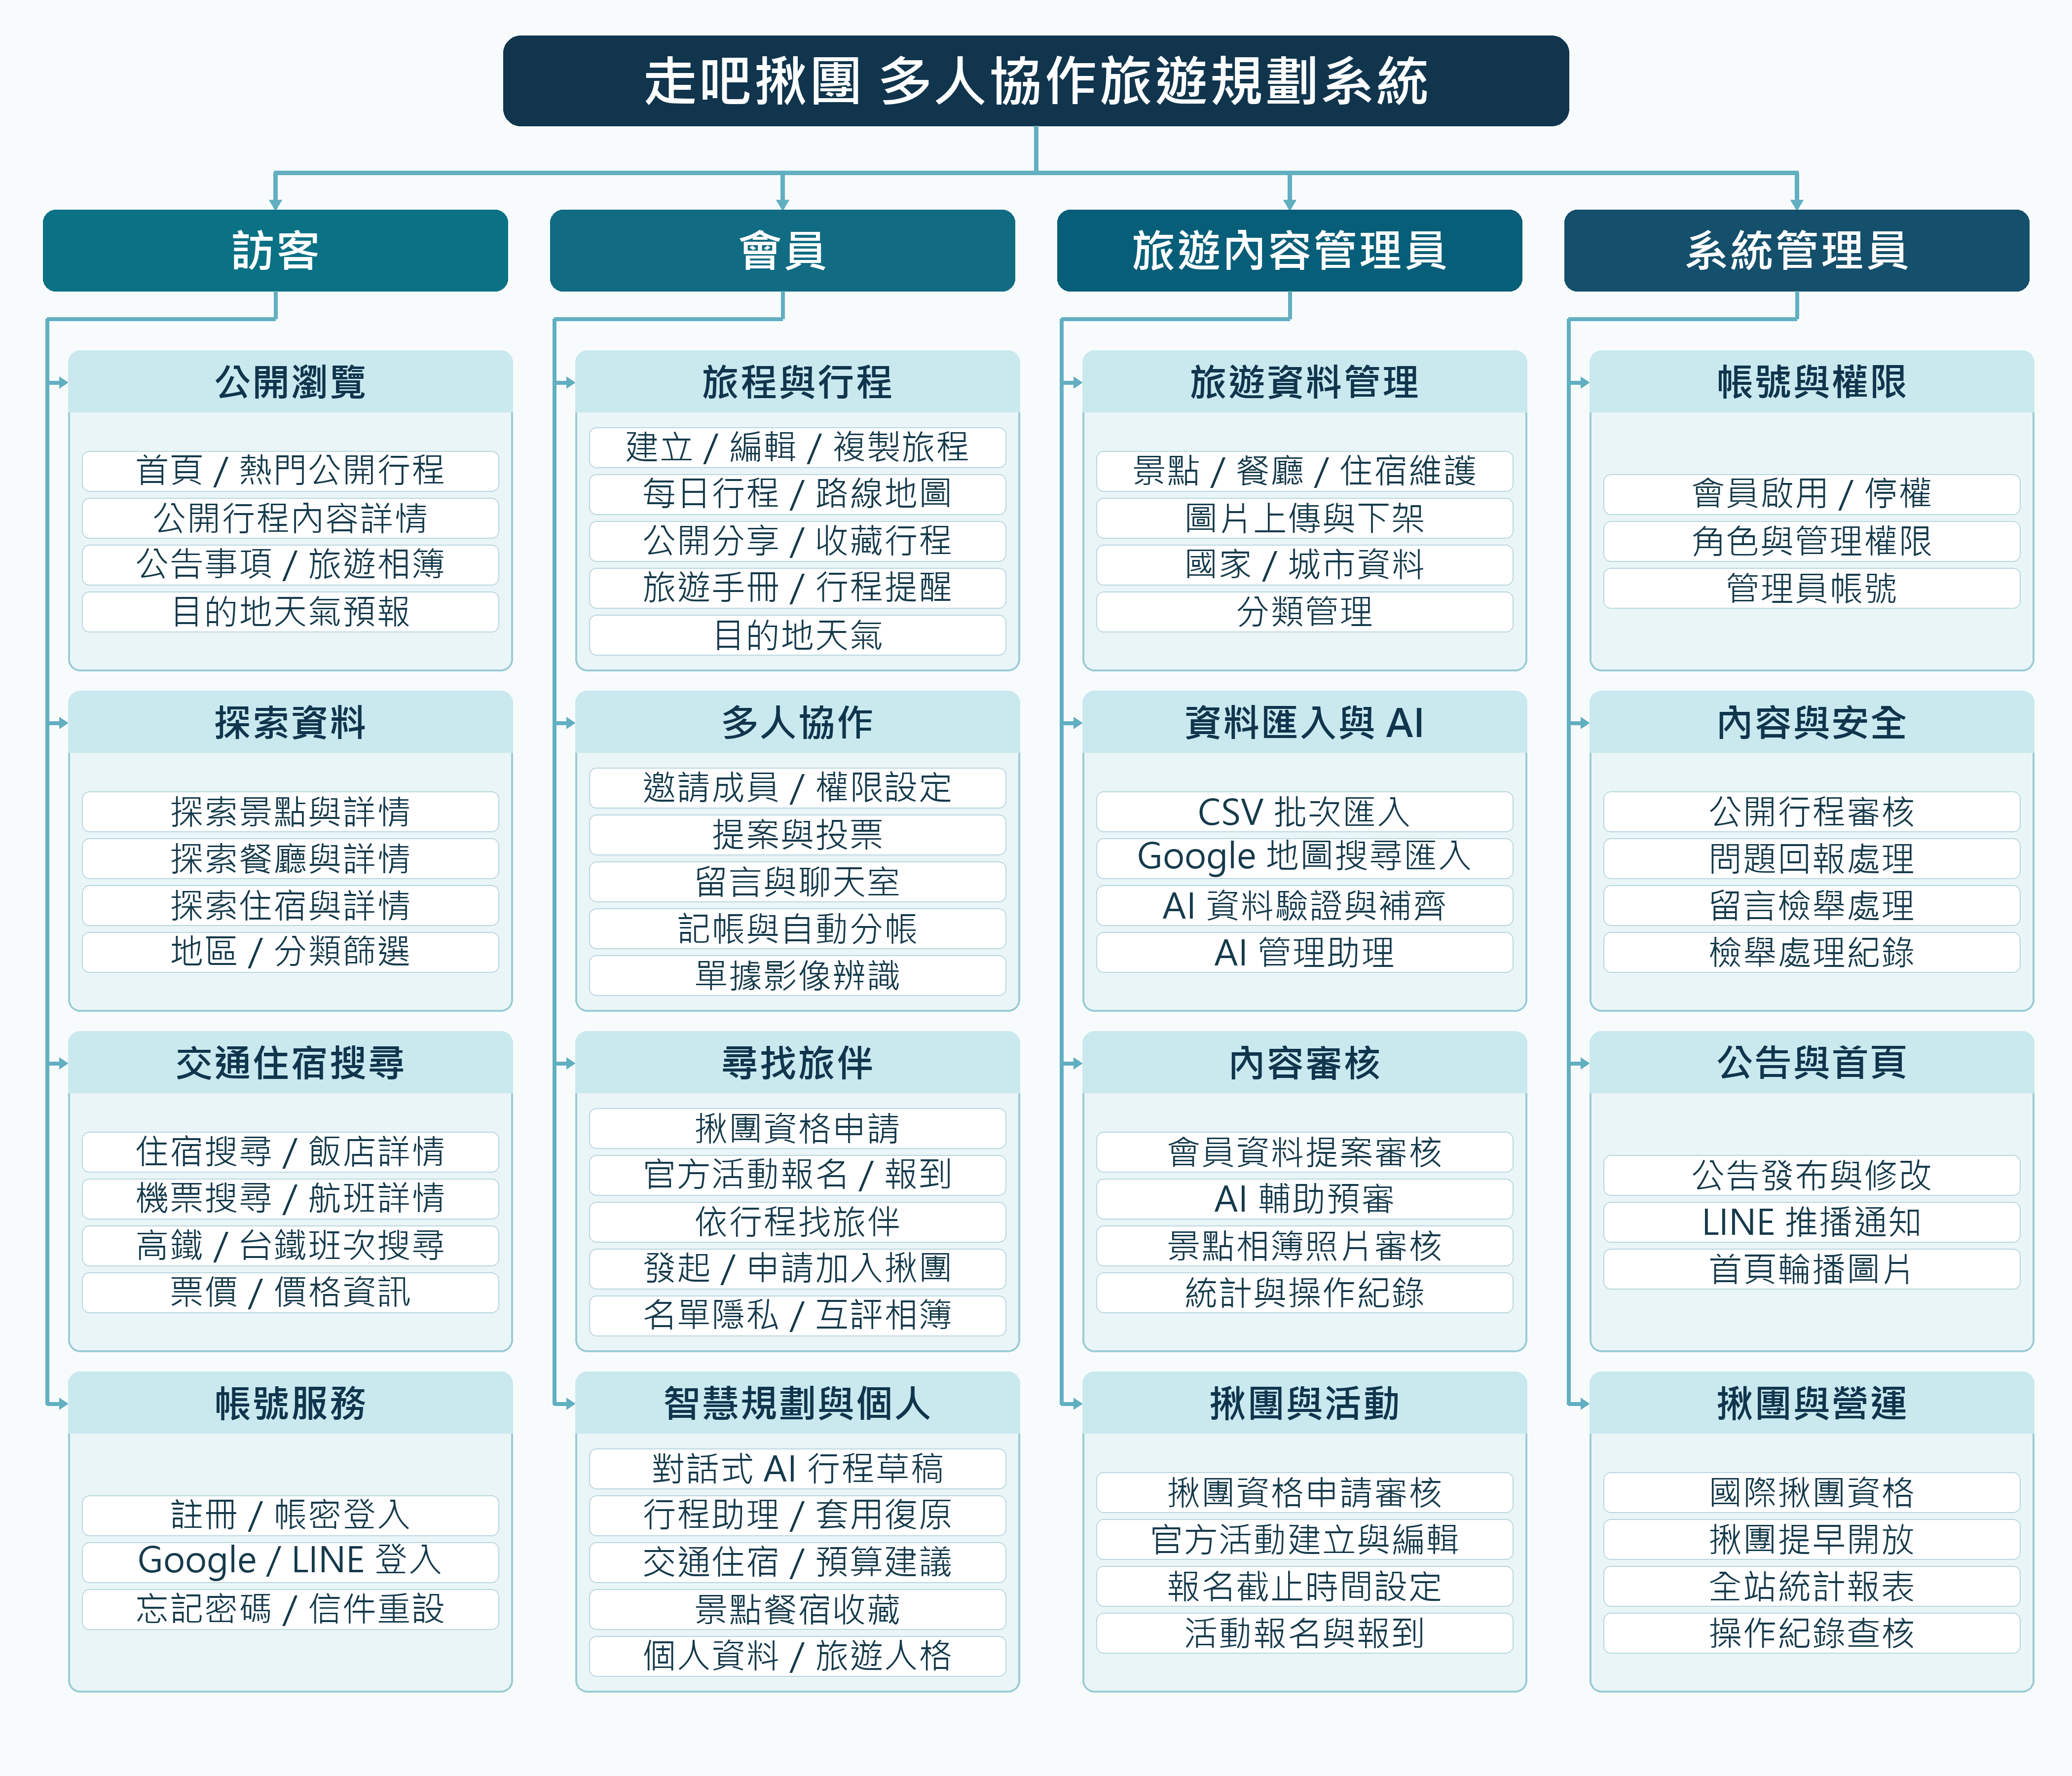 走吧揪團 多人協作旅遊規劃系統
訪客
公開瀏覽
首頁 / 熱門公開行程
公開行程內容詳情
公告事項 / 旅遊相簿
目的地天氣預報
探索資料
探索景點與詳情
探索餐廳與詳情
探索住宿與詳情
地區 / 分類篩選
交通住宿搜尋
住宿搜尋 / 飯店詳情
機票搜尋 / 航班詳情
高鐵 / 台鐵班次搜尋
票價 / 價格資訊
帳號服務
註冊 / 帳密登入
Google / LINE 登入
忘記密碼 / 信件重設
會員
旅程與行程
建立 / 編輯 / 複製旅程
每日行程 / 路線地圖
公開分享 / 收藏行程
旅遊手冊 / 行程提醒
目的地天氣
多人協作
邀請成員 / 權限設定
提案與投票
留言與聊天室
記帳與自動分帳
單據影像辨識
尋找旅伴
揪團資格申請
官方活動報名 / 報到
依行程找旅伴
發起 / 申請加入揪團
名單隱私 / 互評相簿
智慧規劃與個人
對話式 AI 行程草稿
行程助理 / 套用復原
交通住宿 / 預算建議
景點餐宿收藏
個人資料 / 旅遊人格
旅遊內容管理員
旅遊資料管理
景點 / 餐廳 / 住宿維護
圖片上傳與下架
國家 / 城市資料
分類管理
資料匯入與 AI
CSV 批次匯入
Google 地圖搜尋匯入
AI 資料驗證與補齊
AI 管理助理
內容審核
會員資料提案審核
AI 輔助預審
景點相簿照片審核
統計與操作紀錄
揪團與活動
揪團資格申請審核
官方活動建立與編輯
報名截止時間設定
活動報名與報到
系統管理員
帳號與權限
會員啟用 / 停權
角色與管理權限
管理員帳號
內容與安全
公開行程審核
問題回報處理
留言檢舉處理
檢舉處理紀錄
公告與首頁
公告發布與修改
LINE 推播通知
首頁輪播圖片
揪團與營運
國際揪團資格
揪團提早開放
全站統計報表
操作紀錄查核